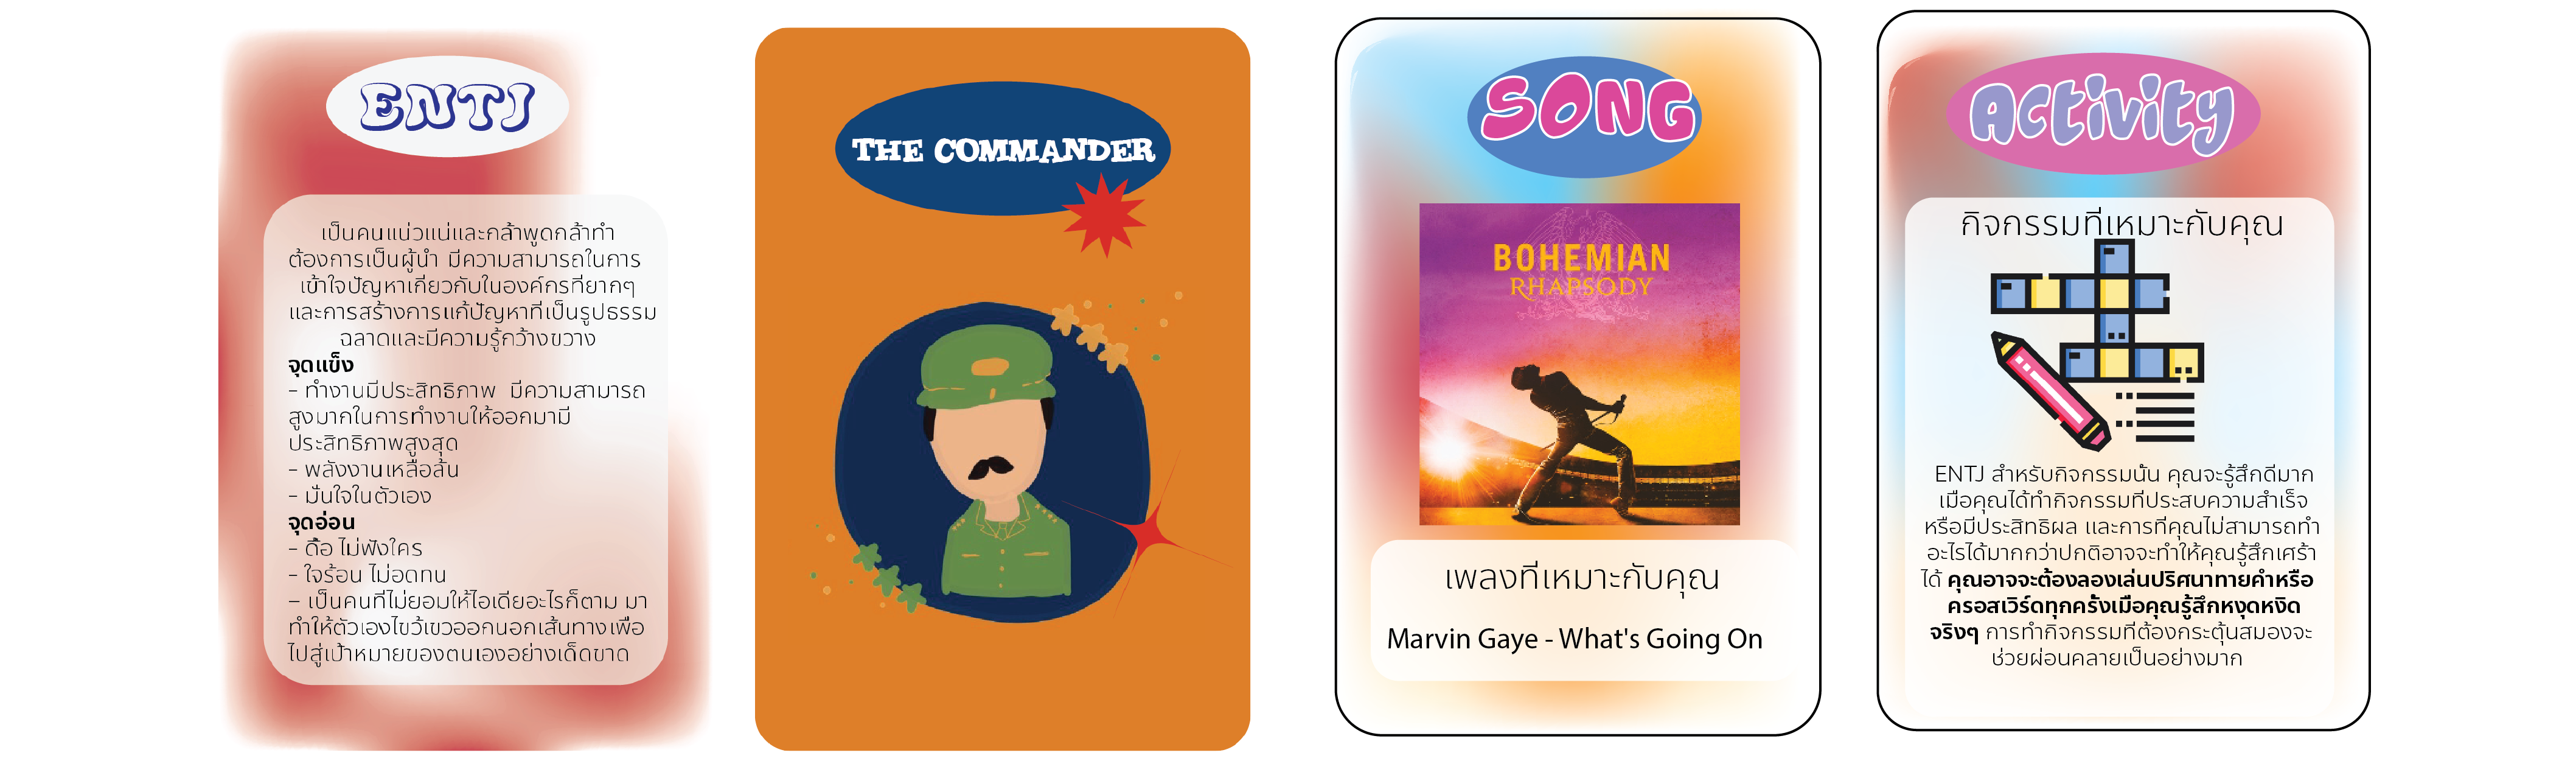 ENTJ
เป็นคนแน่วแน่และกล้าพูดกล้าทำ
ต้องการเป็นผู้นำ มีความสามารถในการ
เข้าใจปัญหาเกี่ยวกับในองค์กรที่ยากๆ
และการสร้างการแก้ปัญหาที่เป็นรูปธรรม
ฉลาดและมีความรู้กว้างขวาง
จุดแข็ง
- ทำงานมีประสิทธิภาพ มีความสามารถ
สูงมากในการทำงานให้ออกมามี
ประสิทธิภาพสูงสุด
- พลังงานเหลือล้น
- มั่นใจในตัวเอง
จุดอ่อน
- ดื้อ ไม่ฟังใคร
- ใจร้อน ไม่อดทน
- เป็นคนที่ไม่ยอมให้ไอเดียอะไรก็ตาม มา
ทำให้ตัวเองไขว้เขวออกนอกเส้นทางเพื่อ
ไปสู่เป้าหมายของตนเองอย่างเด็ดขาด
THE COMMANDER
SONG
BOHEMIAN
RHAPSODY
เพลงที่เหมาะกับคุณ
Marvin Gaye - What's Going On
Activity
กิจกรรมที่เหมาะกับคุณ
ENTJ สำหรับกิจกรรมนั้น คุณจะรู้สึกดีมาก
เมื่อคุณได้ทำกิจกรรมที่ประสบความสำเร็จ
หรือมีประสิทธิผล และการที่คุณไม่สามารถทำ
อะไรได้มากกว่าปกติอาจจะทำให้คุณรู้สึกเศร้า
ได้ คุณอาจจะต้องลองเล่นปริศนาทายคำหรือ
ครอสเวิร์ดทุกครั้งเมื่อคุณรู้สึกหงุดหงิด
จริงๆ การทำกิจกรรมที่ต้องกระตุ้นสมองจะ
ช่วยผ่อนคลายเป็นอย่างมาก